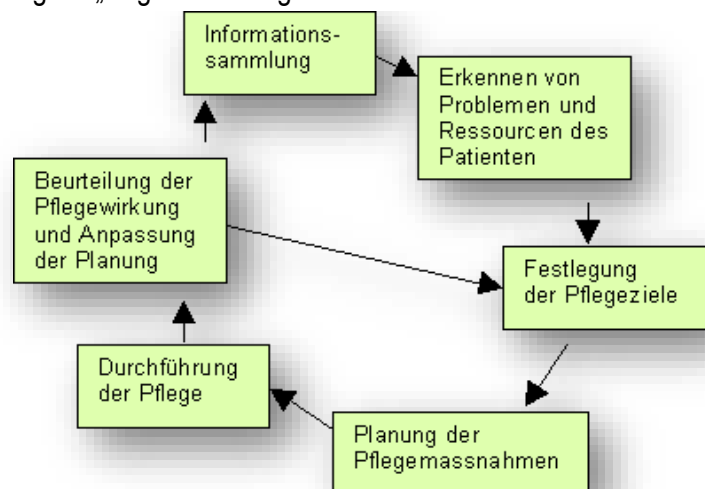 Informations-
sammlung
Erkennen von
Problemen und
Ressourcen des
Patienten
Festlegung
der Pflegeziele
Planung der
Pflegemassnahmen
Durchführung
der Pflege
Beurteilung der
Pflegewirkung
und Anpassung
der Planung